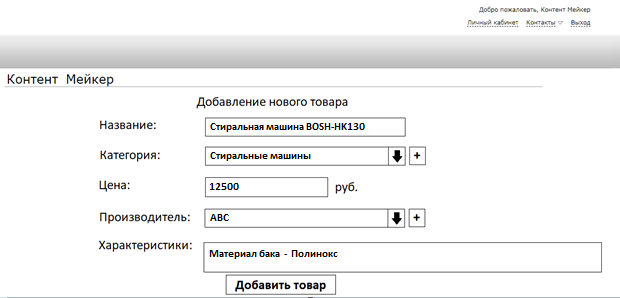 Добро пожаловать, Контент Мейкер
Личный кабинет Контакты Выход
Контент Мейкер
Добавление нового товара
Название: Стиральная машина BOSH-HK130
Категория: Стиральные машины +
Цена: 12500 руб.
Производитель: ABC +
Характеристики: Материал бака - Полинокс
Добавить товар